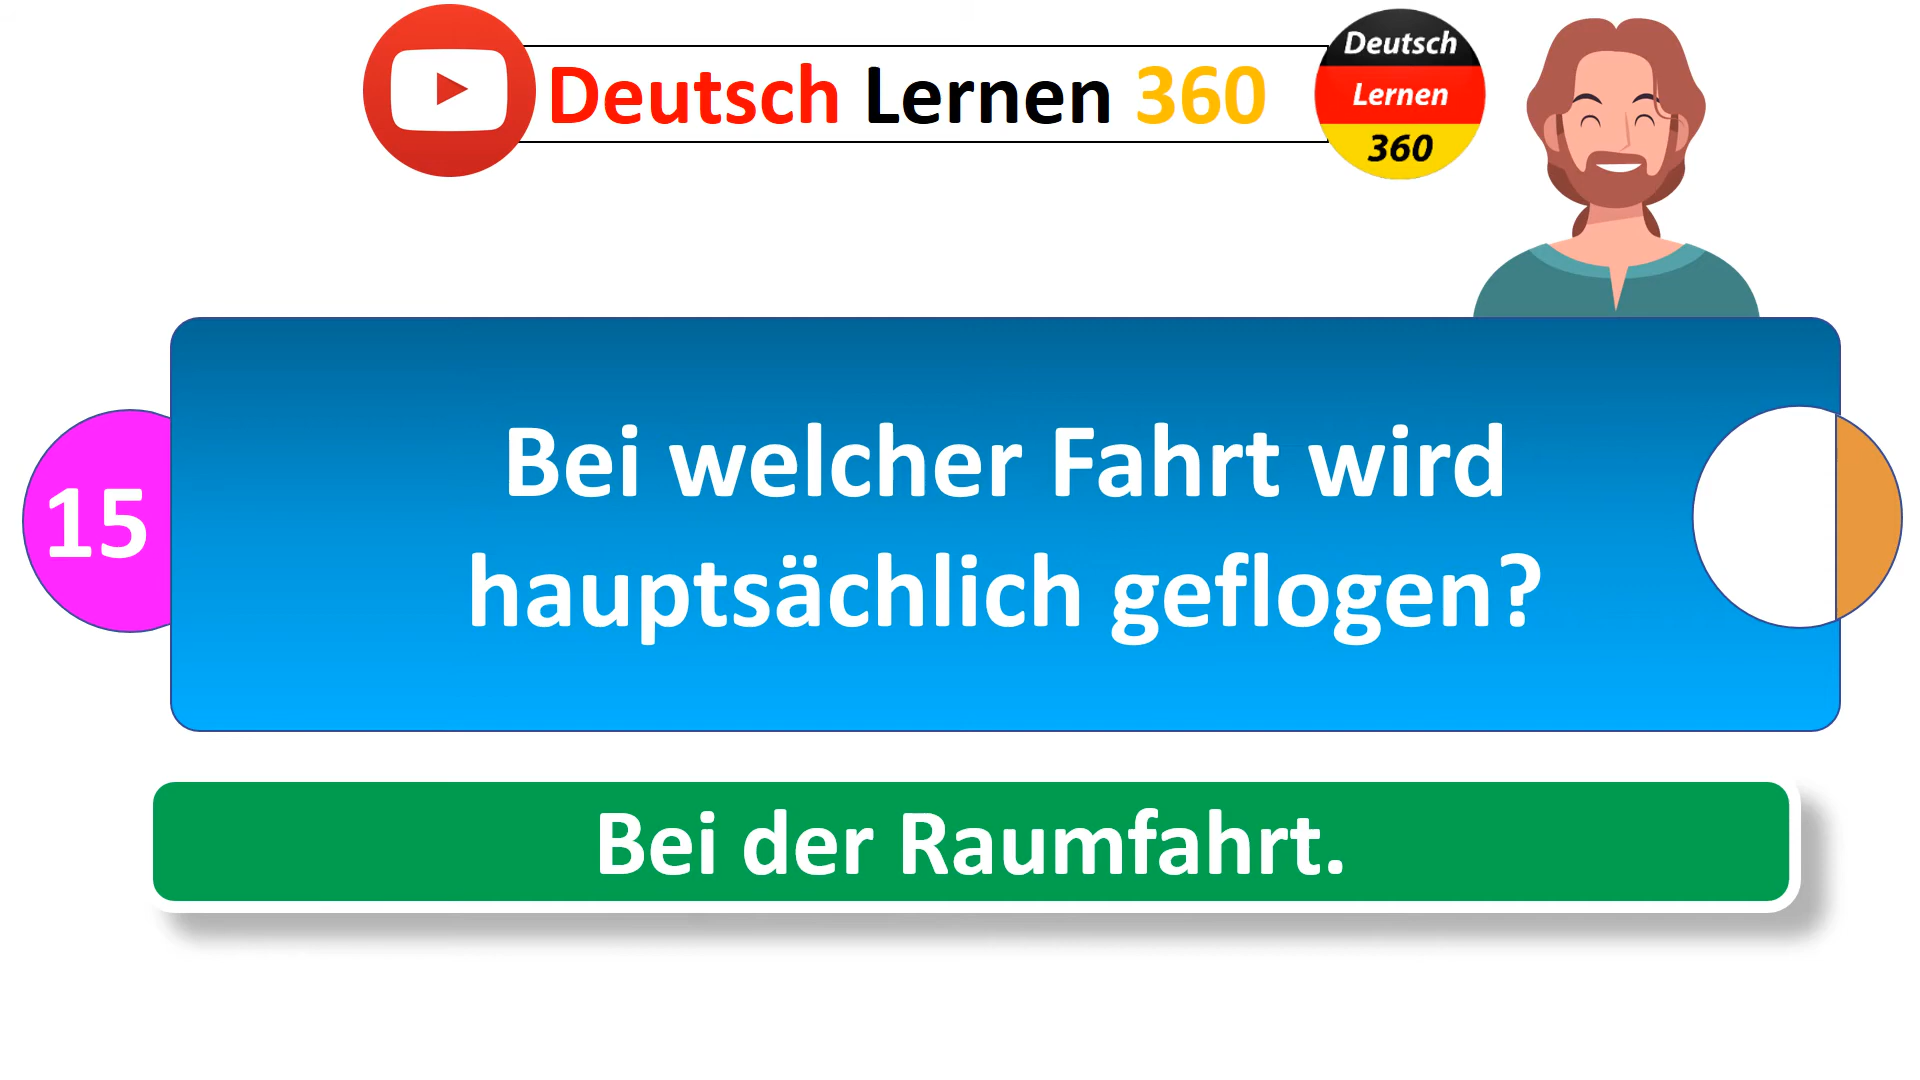 Deutsch Lernen 360
Deutsch
Lernen
360
15
Bei welcher Fahrt wird
hauptsächlich geflogen?
Bei der Raumfahrt.